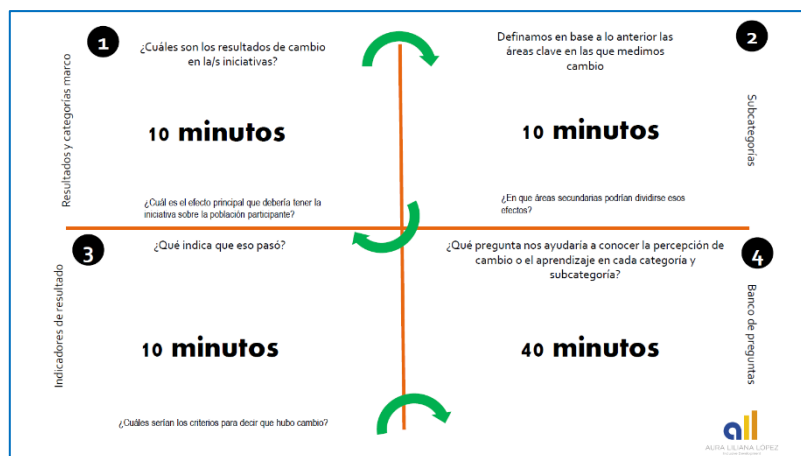 1
¿Cuáles son los resultados de cambio
en la/s iniciativas?
10 minutos
¿Cuál es el efecto principal que debería tener la
iniciativa sobre la población participante?
Resultados y categorías marco
2
Definamos en base a lo anterior las
áreas clave en las que medimos
cambio
10 minutos
¿En que áreas secundarias podrían dividirse esos
efectos?
Subcategorías
3
¿Qué indica que eso pasó?
10 minutos
¿Cuáles serían los criterios para decir que hubo cambio?
Indicadores de resultado
4
¿Qué pregunta nos ayudaría a conocer la percepción de
cambio o el aprendizaje en cada categoría y
subcategoría?
40 minutos
Banco de preguntas
all
AURA LILIANA LÓPEZ